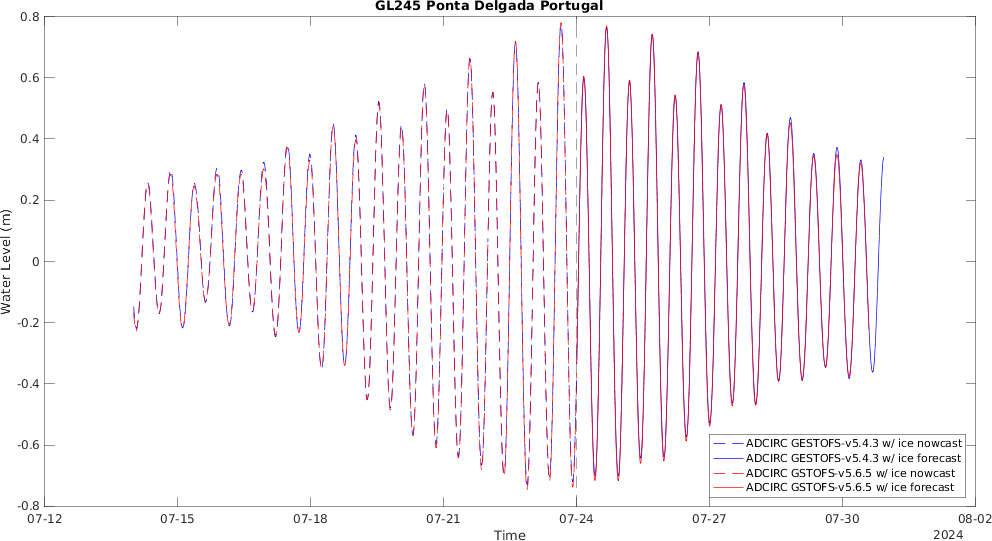 GL245 Ponta Delgada Portugal
0.8
0.6
0.4
0.2
0
-0.2
-0.4
-0.6
-0.8
Water Level (m)
ADCIRC GESTOFS-v5.4.3 w/ ice nowcast
ADCIRC GESTOFS-v5.4.3 w/ ice forecast
ADCIRC GSTOFS-v5.6.5 w/ ice nowcast
ADCIRC GSTOFS-v5.6.5 w/ ice forecast
07-12 07-15 07-18 07-21 07-24 07-27 07-30 08-02
Time
2024